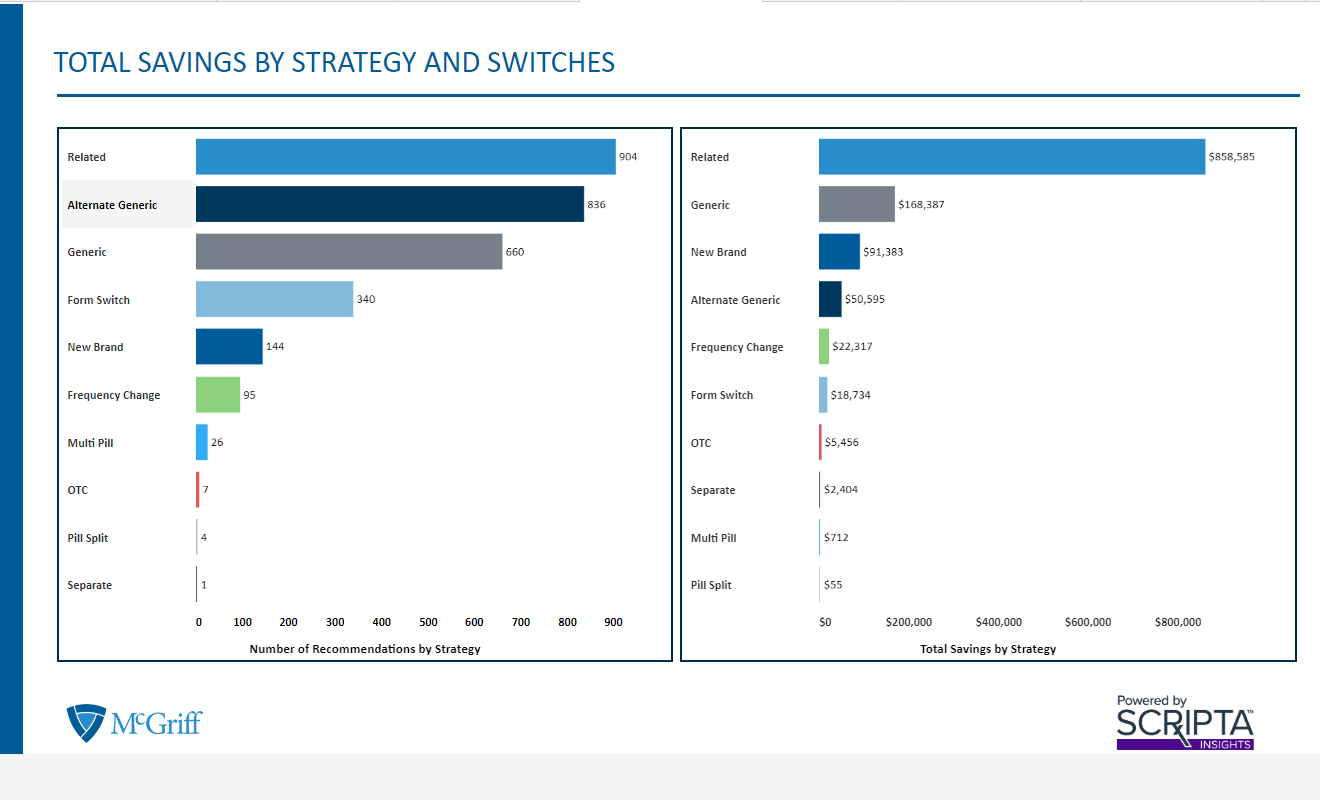 TOTAL SAVINGS BY STRATEGY AND SWITCHES
Related 904
Alternate Generic 836
Generic 660
Form Switch 340
New Brand 144
Frequency Change 95
Multi Pill 26
OTC 7
Pill Split 4
Separate 1
0 100 200 300 400 500 600 700 800 900
Number of Recommendations by Strategy
Related $858,585
Generic $168,387
New Brand $91,383
Alternate Generic $50,595
Frequency Change $22,317
Form Switch $18,734
OTC $5,456
Separate $2,404
Multi Pill $712
Pill Split $55
$0 $200,000 $400,000 $600,000 $800,000
Total Savings by Strategy
McGriff
Powered by
SCRIPTA™
INSIGHTS